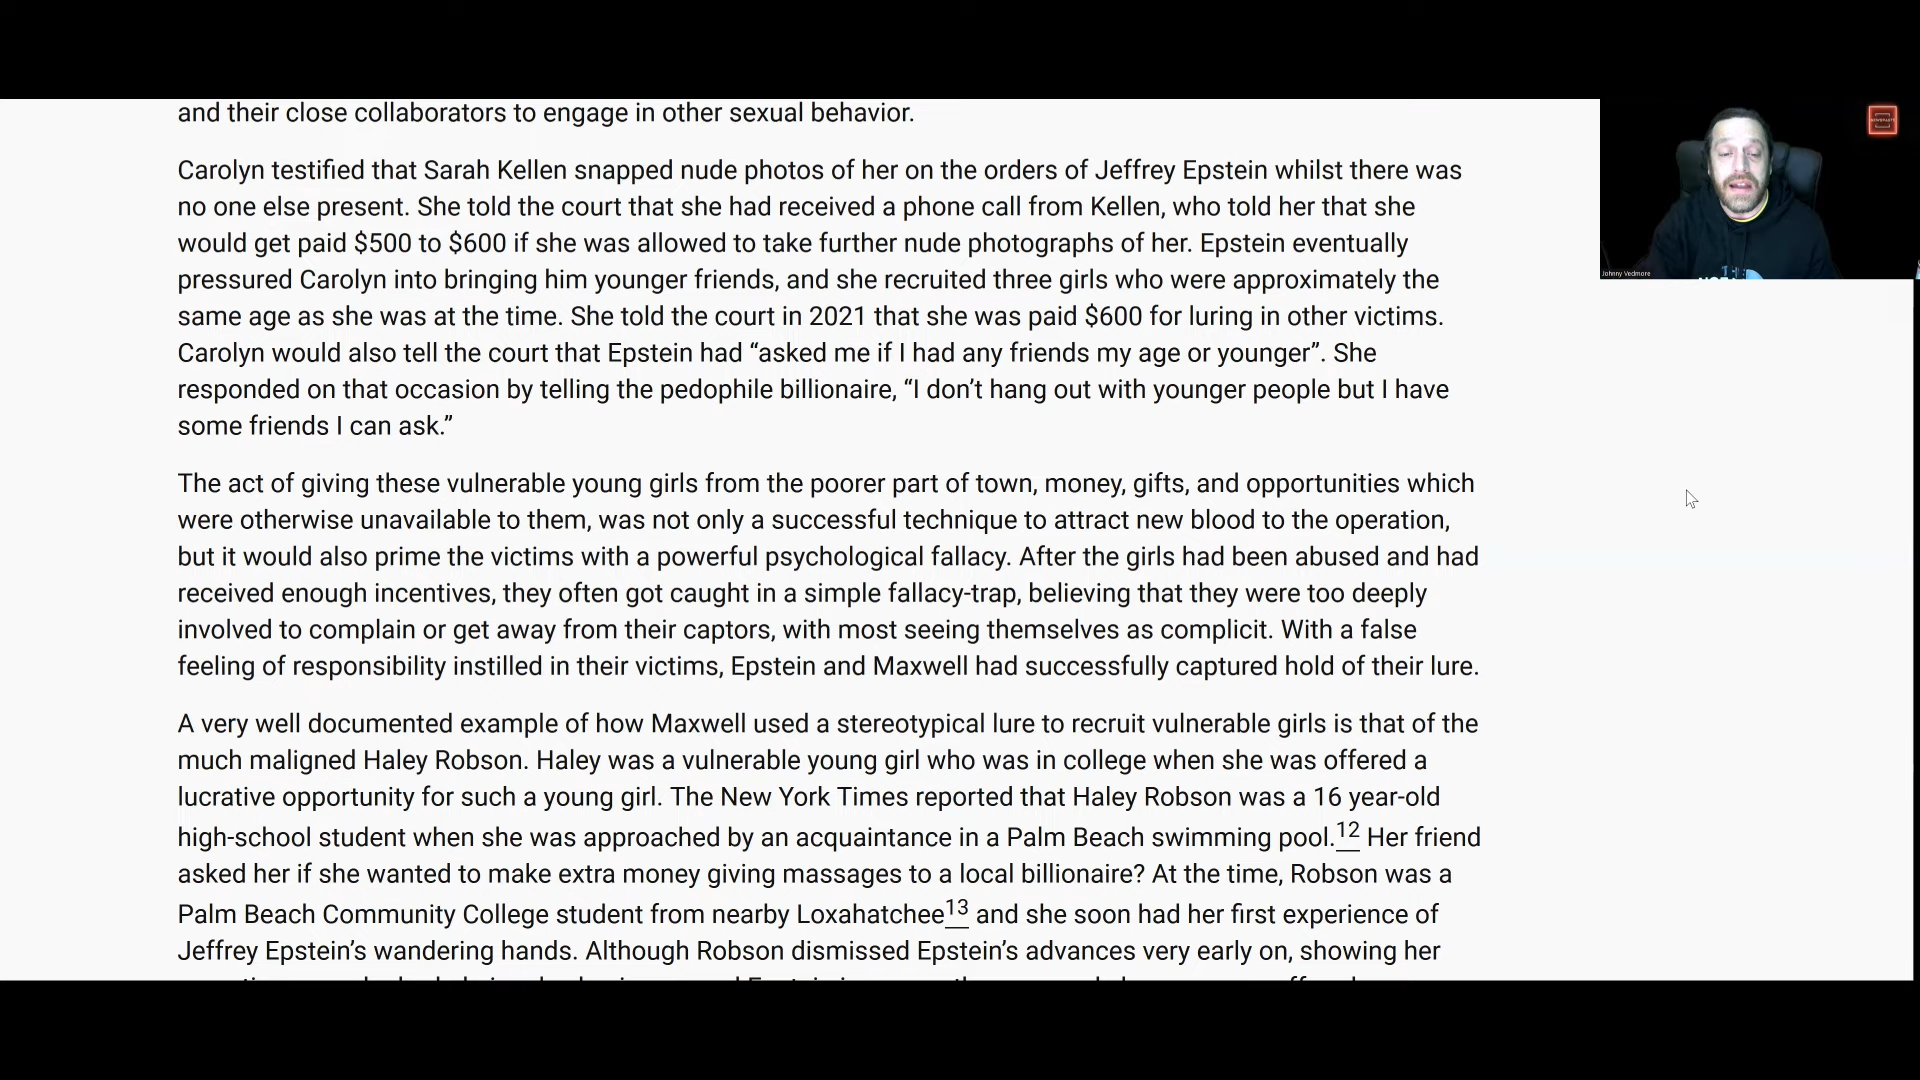 and their close collaborators to engage in other sexual behavior.
Carolyn testified that Sarah Kellen snapped nude photos of her on the orders of Jeffrey Epstein whilst there was
no one else present. She told the court that she had received a phone call from Kellen, who told her that she
would get paid $500 to $600 if she was allowed to take further nude photographs of her. Epstein eventually
pressured Carolyn into bringing him younger friends, and she recruited three girls who were approximately the
same age as she was at the time. She told the court in 2021 that she was paid $600 for luring in other victims.
Carolyn would also tell the court that Epstein had “asked me if I had any friends my age or younger”. She
responded on that occasion by telling the pedophile billionaire, “I don’t hang out with younger people but I have
some friends I can ask.”
The act of giving these vulnerable young girls from the poorer part of town, money, gifts, and opportunities which
were otherwise unavailable to them, was not only a successful technique to attract new blood to the operation,
but it would also prime the victims with a powerful psychological fallacy. After the girls had been abused and had
received enough incentives, they often got caught in a simple fallacy-trap, believing that they were too deeply
involved to complain or get away from their captors, with most seeing themselves as complicit. With a false
feeling of responsibility instilled in their victims, Epstein and Maxwell had successfully captured hold of their lure.
A very well documented example of how Maxwell used a stereotypical lure to recruit vulnerable girls is that of the
much maligned Haley Robson. Haley was a vulnerable young girl who was in college when she was offered a
lucrative opportunity for such a young girl. The New York Times reported that Haley Robson was a 16 year-old
high-school student when she was approached by an acquaintance in a Palm Beach swimming pool.12 Her friend
asked her if she wanted to make extra money giving massages to a local billionaire? At the time, Robson was a
Palm Beach Community College student from nearby Loxahatchee13 and she soon had her first experience of
Jeffrey Epstein’s wandering hands. Although Robson dismissed Epstein’s advances very early on, showing her
Johnny Vedmore